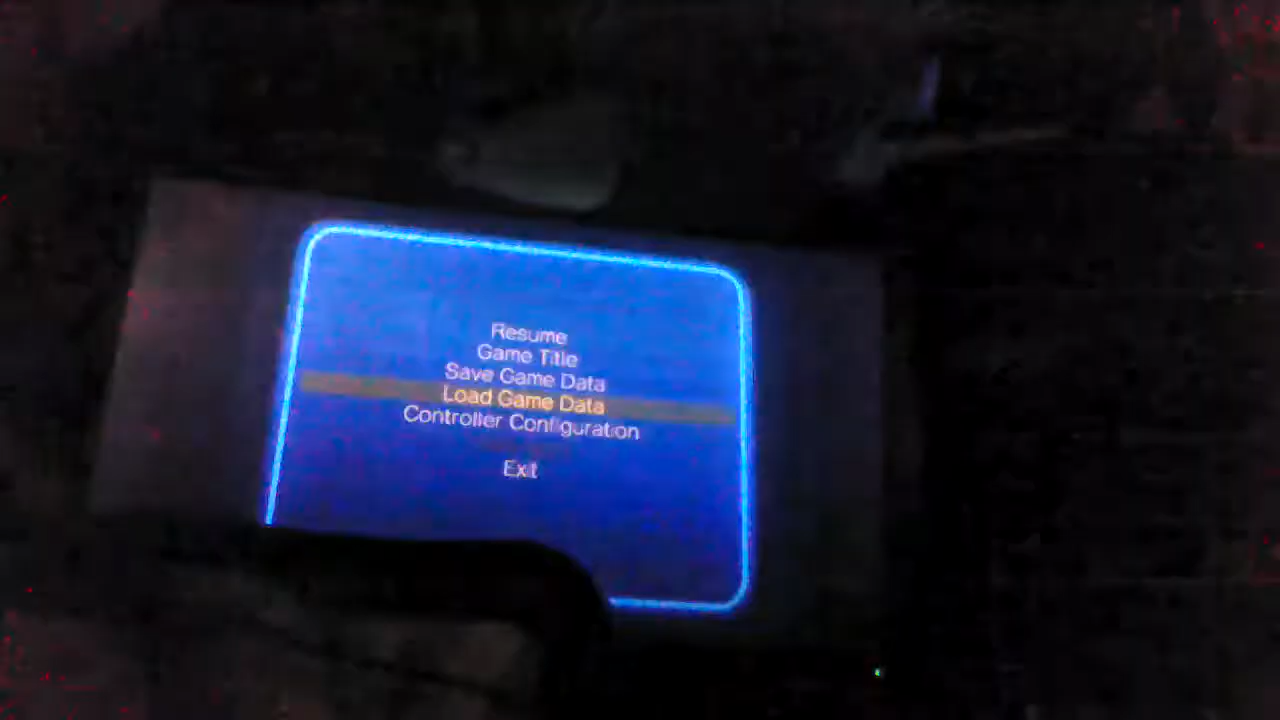 Resume
Game Title
Save Game Data
Load Game Data
Controller Configuration
Exit